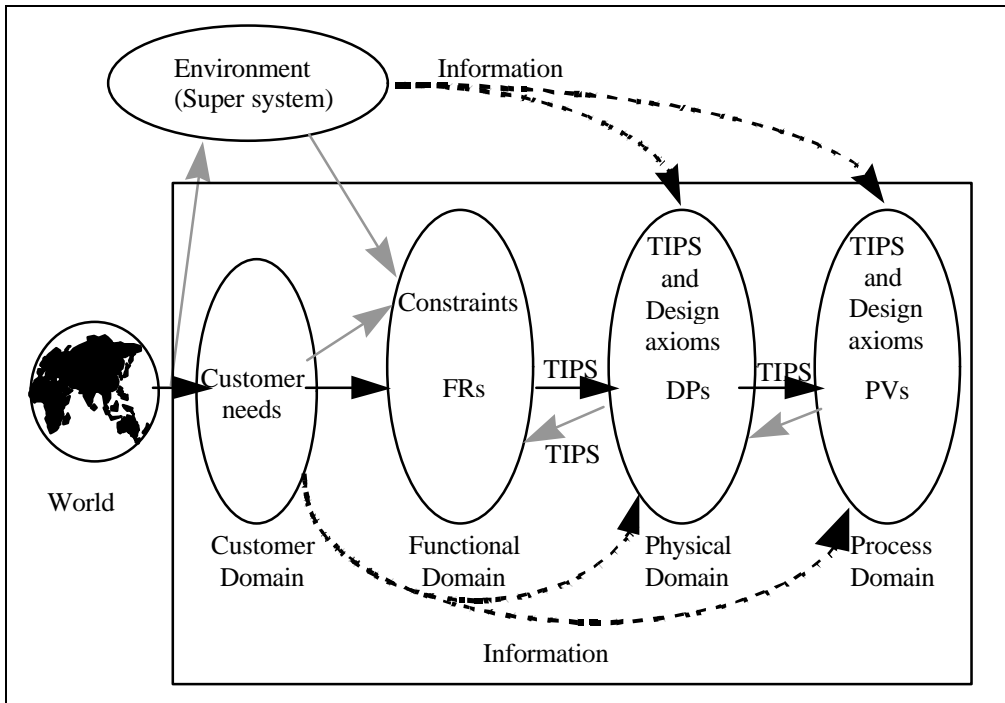 Environment
(Super system)
Information
TIPS
and
Design
axioms
DPs
TIPS
and
Design
axioms
PVs
Constraints
FRs
Customer
needs
TIPS
TIPS
TIPS
World
Customer
Domain
Functional
Domain
Physical
Domain
Process
Domain
Information